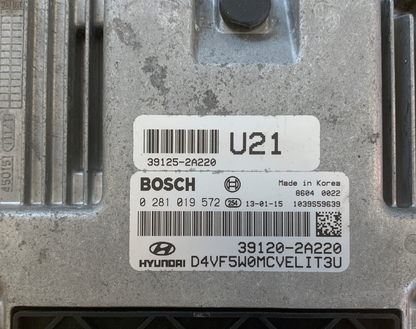 U21
39125-2A220
BOSCH
Made in Korea
8604 0022
0 281 019 572 254 13-01-15 1039S59639
39120-2A220
HYUNDAI D4VF5W0MCVELIT3U